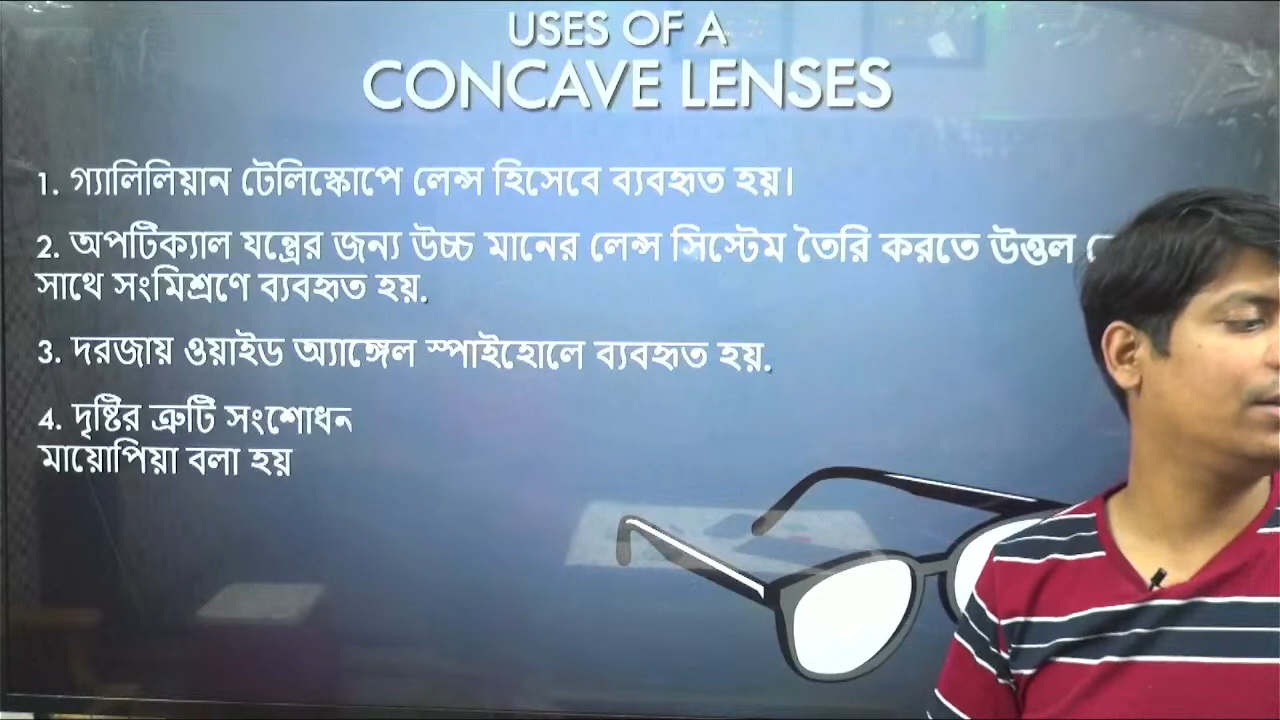 USES OF A
CONCAVE LENSES
1. গ্যালিলিয়ান টেলিস্কোপে লেন্স হিসেবে ব্যবহৃত হয়।
2. অপটিক্যাল যন্ত্রের জন্য উচ্চ মানের লেন্স সিস্টেম তৈরি করতে উত্তল
সাথে সংমিশ্রণে ব্যবহৃত হয়.
3. দরজায় ওয়াইড অ্যাঙ্গেল স্পাইহোলে ব্যবহৃত হয়.
4. দৃষ্টির ত্রুটি সংশোধন
মায়োপিয়া বলা হয়